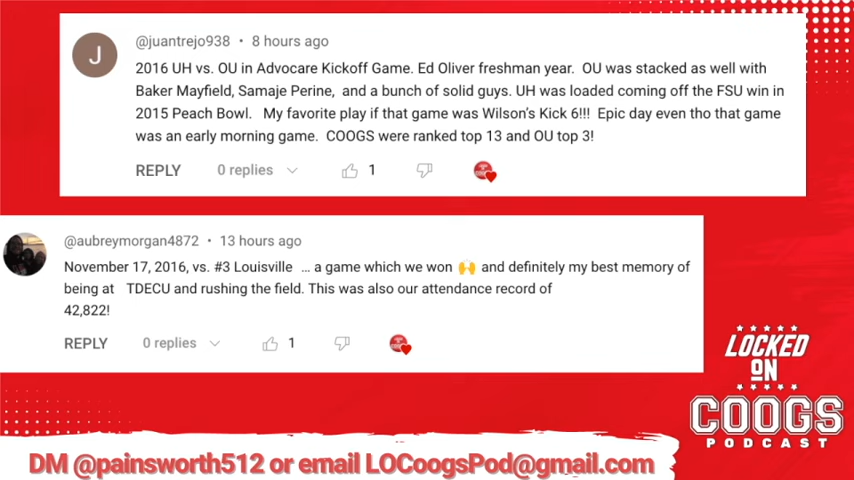 J
@juantrejo938 • 8 hours ago
2016 UH vs. OU in Advocare Kickoff Game. Ed Oliver freshman year. OU was stacked as well with
Baker Mayfield, Samaje Perine, and a bunch of solid guys. UH was loaded coming off the FSU win in
2015 Peach Bowl. My favorite play if that game was Wilson's Kick 6!!! Epic day even tho that game
was an early morning game. COOGS were ranked top 13 and OU top 3!
REPLY 0 replies 1
@aubreymorgan4872 • 13 hours ago
November 17, 2016, vs. #3 Louisville ... a game which we won 🙌 and definitely my best memory of
being at TDECU and rushing the field. This was also our attendance record of
42,822!
REPLY 0 replies 1
LOCKED
ON
COOGS
PODCAST
DM @painsworth512 or email LOCoogsPod@gmail.com